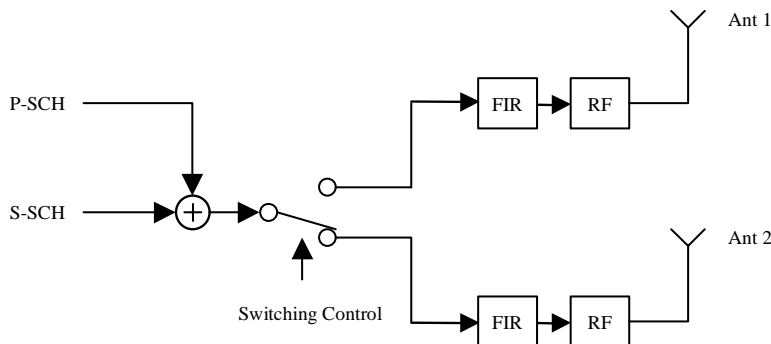 Ant 1
P-SCH
FIR
RF
S-SCH
Ant 2
Switching Control
FIR
RF